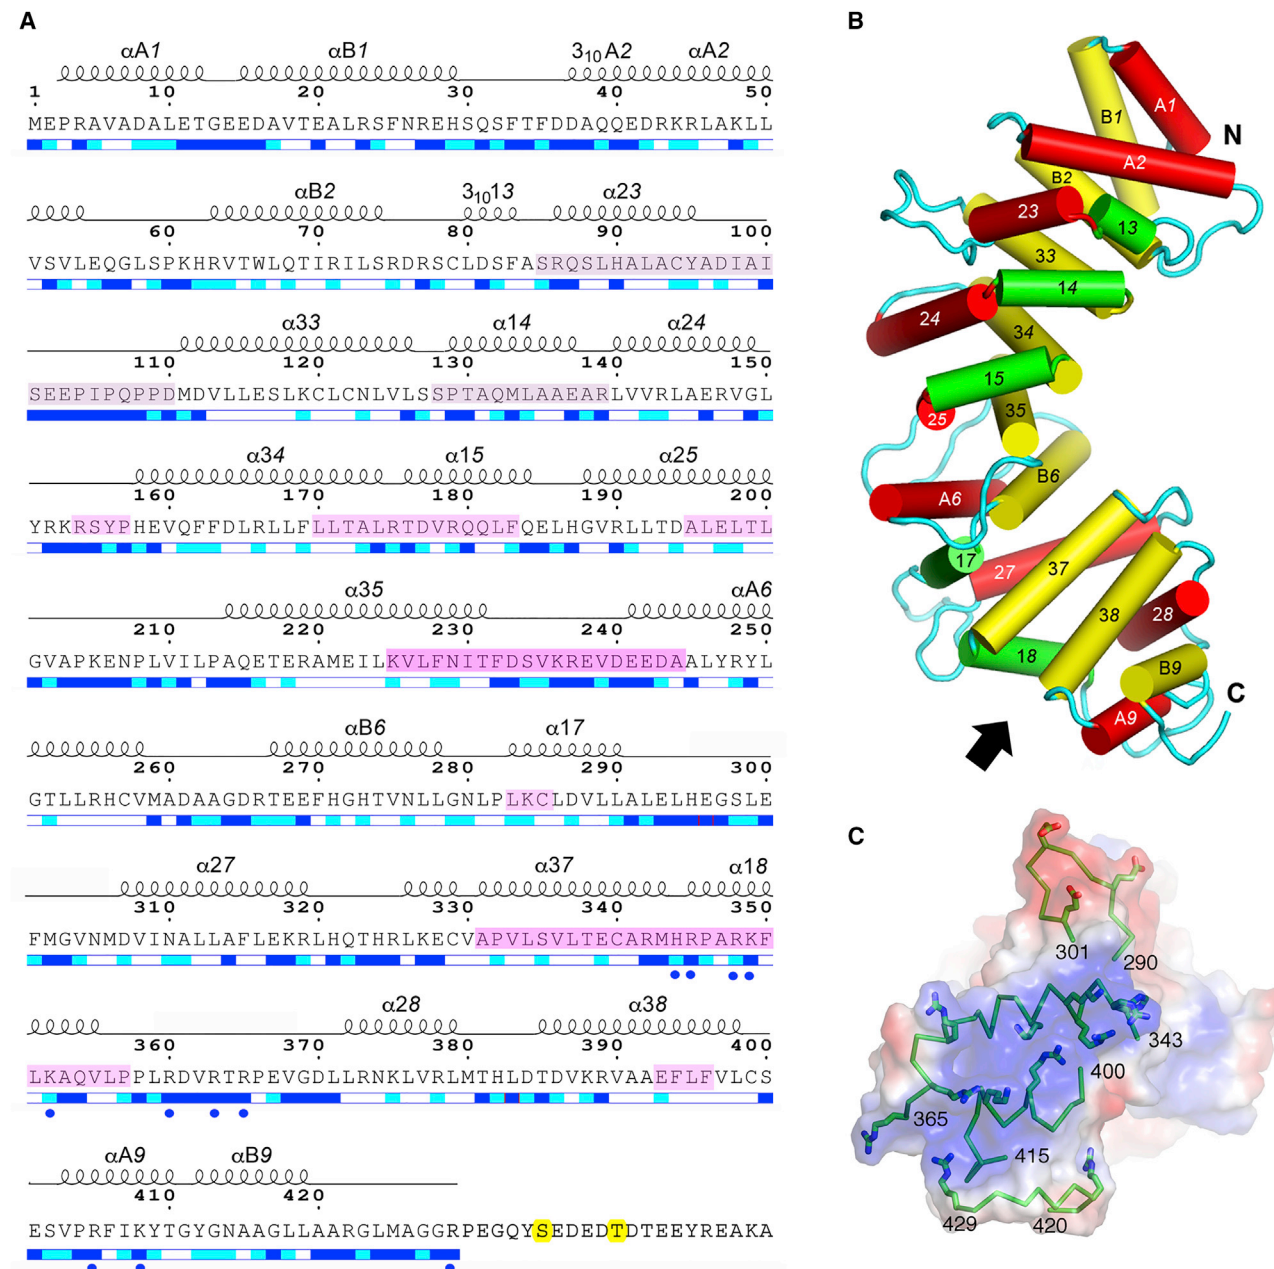 A
αA1 αB1 3₁₀A2 αA2
1 10 20 30 40 50
MEPRAVADALETGEEDAVTEALRSFNREHSQSFTFDDAQQEDRKRLAKLL
αB2 3₁₀13 α23
60 70 80 90 100
VSVLEQGLSPKHRVTWLQTIRILSRDRSCLDSFASRQSLHALACYADIAI
α33 α14 α24
110 120 130 140 150
SEEPIPQPPDMDVLLESLKCLCNLVLSSPTAQMLAAEARLVVRLAERVGL
α34 α15 α25
160 170 180 190 200
YRKRSYPHEVQFFDLRLLFLLTALRTDVRQQLFQELHGVRLLTDALELTL
α35 αA6
210 220 230 240 250
GVAPKENPLVILPAQETERAMEILKVLFNITFDSVKREVDEEDAALYRYL
αB6 α17
260 270 280 290 300
GTLLRHCVMADAAGDRTEEFHGHTVNLLGNLPLKCLDVLLALELHEGSLE
α27 α37 α18
310 320 330 340 350
FMGVNMDVINALLAFLEKRLHQTHRLKECVAPVLSVLTECARMHRPARKF
α28 α38
360 370 380 390 400
LKAQVLPPLRDVRTRPEVGDLLRNKLVRLMTHLDTDVKRVAAEFLFVLCS
αA9 αB9
410 420
ESVPRFIKYTGYGNAAGLLAARGLMAGGRPEGQYSEDEDTDTEEYREAKA
B
B1 A1
N
A2
B2
23 13
33
14
24 34
15
25 35
B6
A6
17 27 37
38 28
18
B9
C
A9
C
301 290
343
400
365
415
429 420